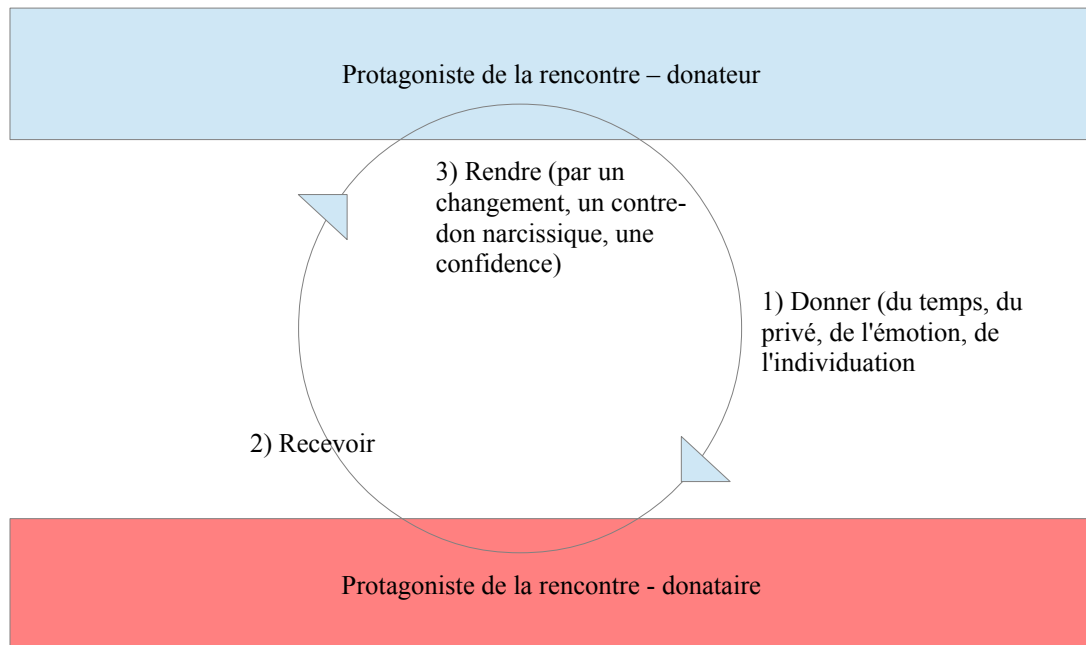 Protagoniste de la rencontre – donateur
3) Rendre (par un
changement, un contre-
don narcissique, une
confidence)
1) Donner (du temps, du
privé, de l'émotion, de
l'individuation
2) Recevoir
Protagoniste de la rencontre - donataire